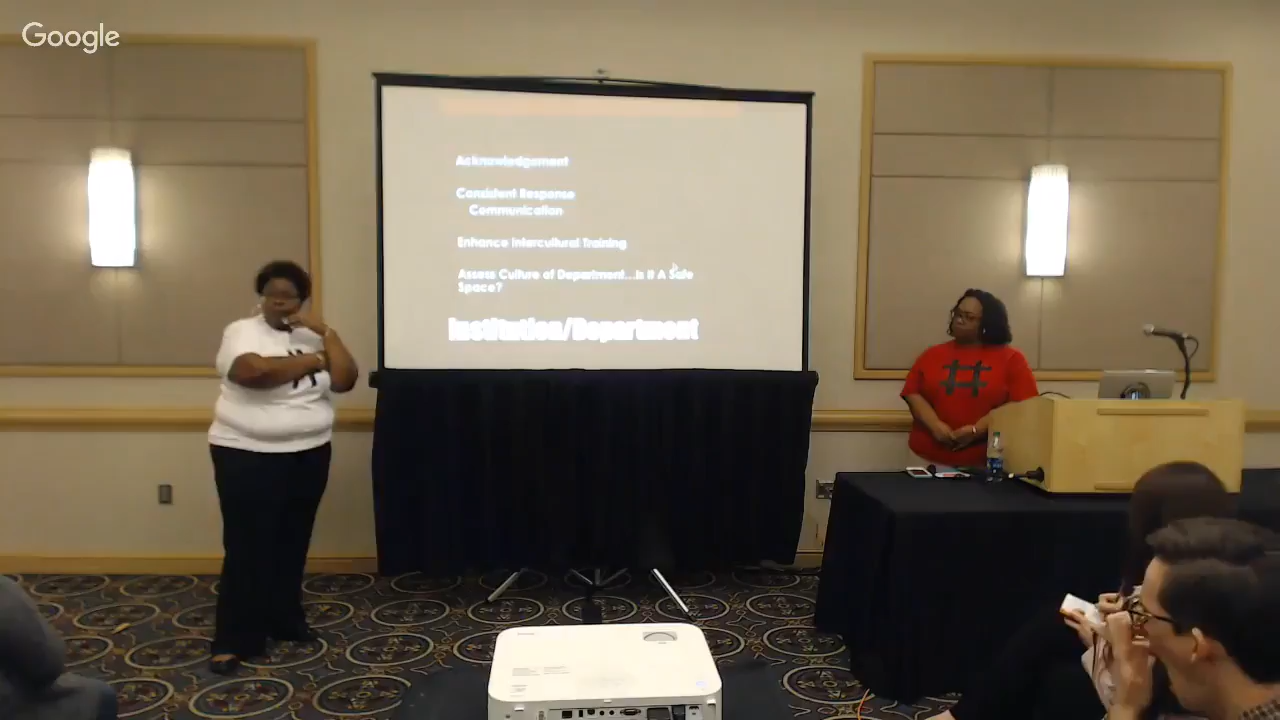 Google
Acknowledgement
Consistent Response
Communication
Enhance Intercultural Training
Assess Culture of Department...Is It A Safe
Space?
Institution/Department
#
#